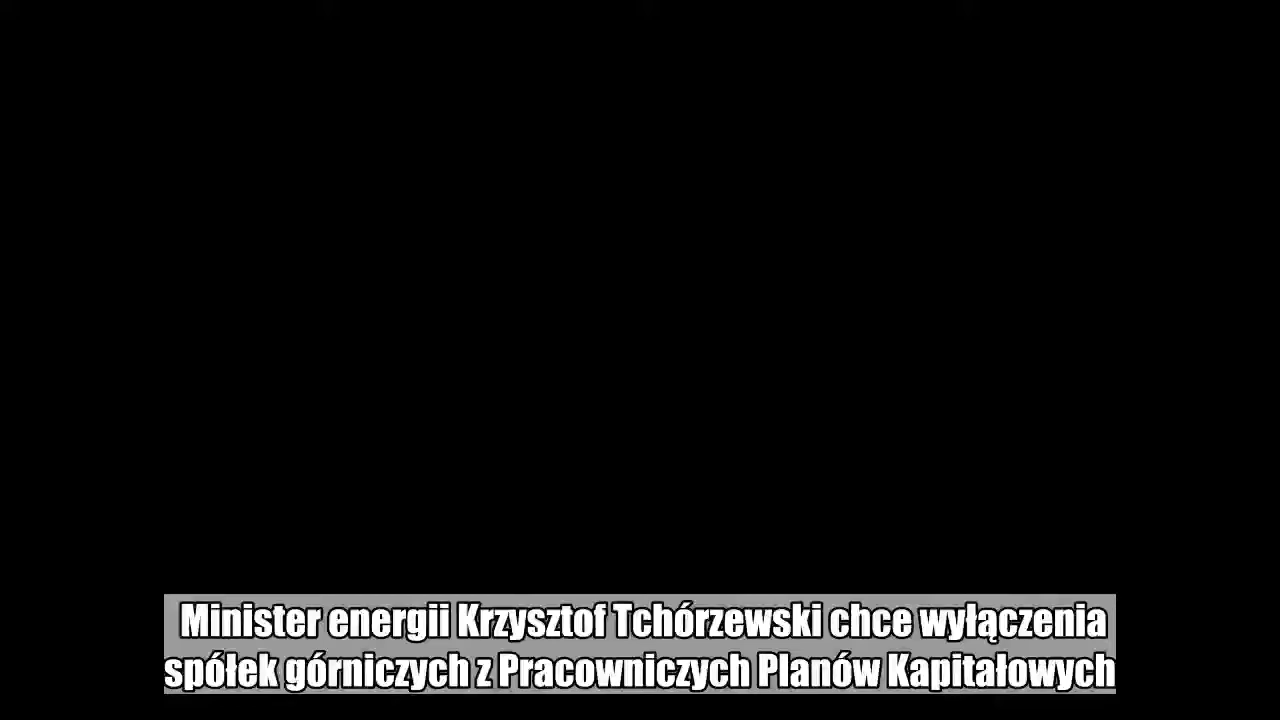 Minister energii Krzysztof Tchórzewski chce wyłączenia
spółek górniczych z Pracowniczych Planów Kapitałowych